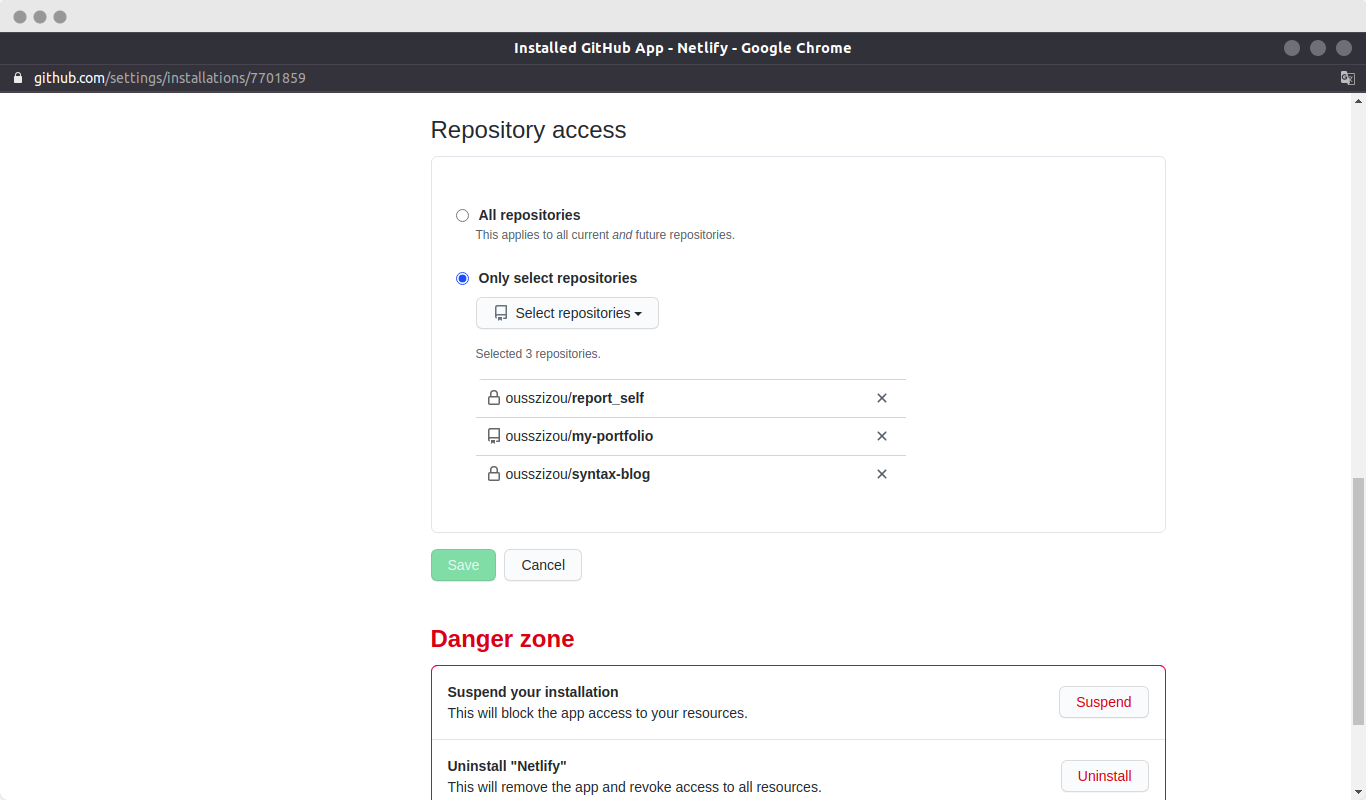 Installed GitHub App - Netlify - Google Chrome
github.com/settings/installations/7701859
Repository access
All repositories
This applies to all current and future repositories.
Only select repositories
Select repositories
Selected 3 repositories.
ousszizou/report_self
ousszizou/my-portfolio
ousszizou/syntax-blog
Save Cancel
Danger zone
Suspend your installation
This will block the app access to your resources.
Suspend
Uninstall "Netlify"
This will remove the app and revoke access to all resources.
Uninstall